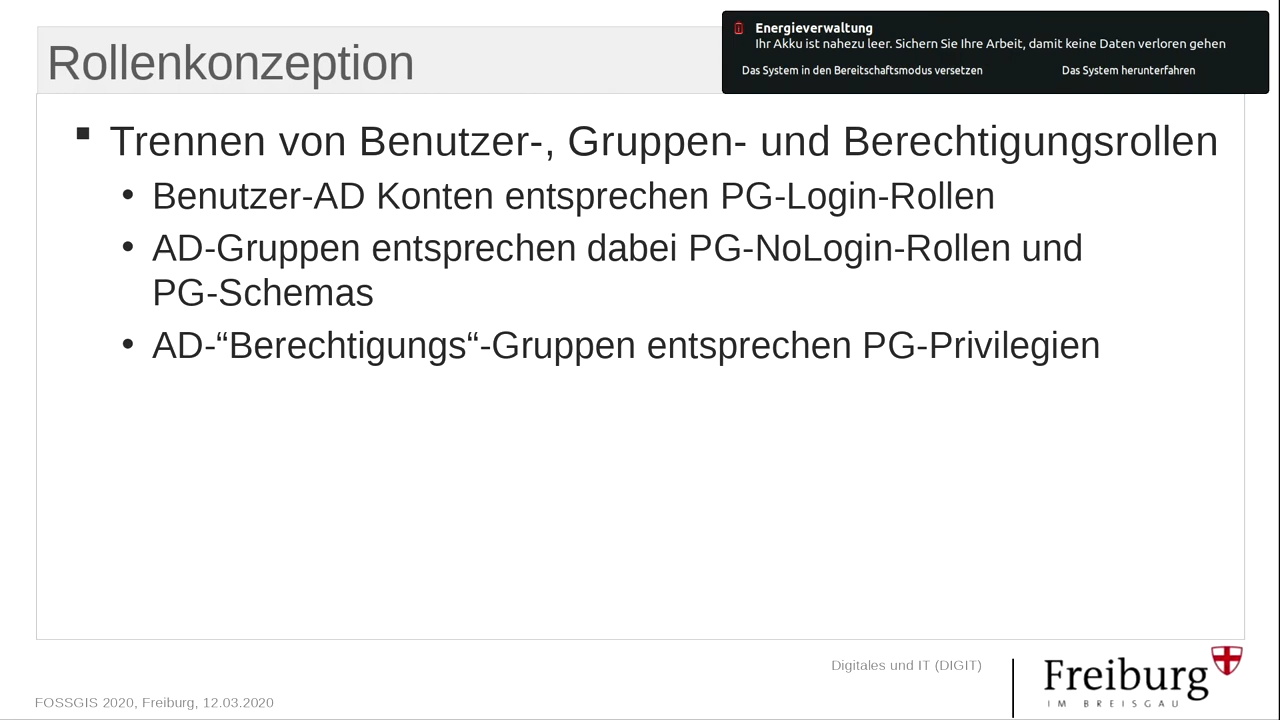 Rollenkonzeption
Energieverwaltung
Ihr Akku ist nahezu leer. Sichern Sie Ihre Arbeit, damit keine Daten verloren gehen
Das System in den Bereitschaftsmodus versetzen
Das System herunterfahren
▪ Trennen von Benutzer-, Gruppen- und Berechtigungsrollen
• Benutzer-AD Konten entsprechen PG-Login-Rollen
• AD-Gruppen entsprechen dabei PG-NoLogin-Rollen und
PG-Schemas
• AD-“Berechtigungs“-Gruppen entsprechen PG-Privilegien
Digitales und IT (DIGIT)
Freiburg
IM BREISGAU
FOSSGIS 2020, Freiburg, 12.03.2020